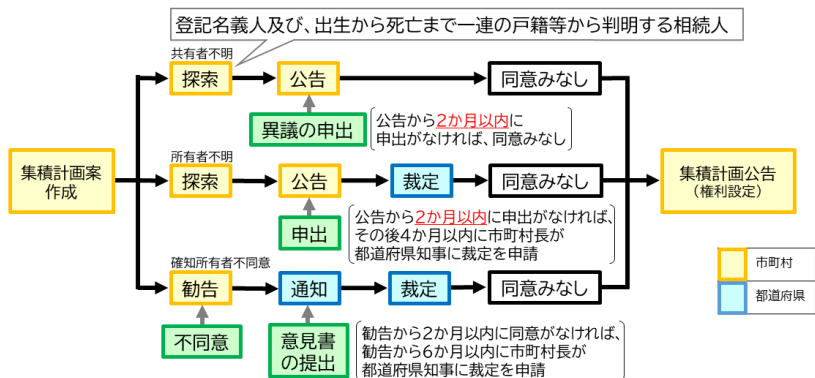 登記名義人及び、出生から死亡まで一連の戸籍等から判明する相続人
共有者不明
探索
公告
同意みなし
異議の申出
公告から2か月以内に
申出がなければ、同意みなし
集積計画案
作成
所有者不明
探索
公告
裁定
同意みなし
集積計画公告
（権利設定）
申出
公告から2か月以内に申出がなければ、
その後4か月以内に市町村長が
都道府県知事に裁定を申請
確知所有者不同意
勧告
通知
裁定
同意みなし
不同意
意見書
の提出
勧告から2か月以内に同意がなければ、
勧告から6か月以内に市町村長が
都道府県知事に裁定を申請
市町村
都道府県